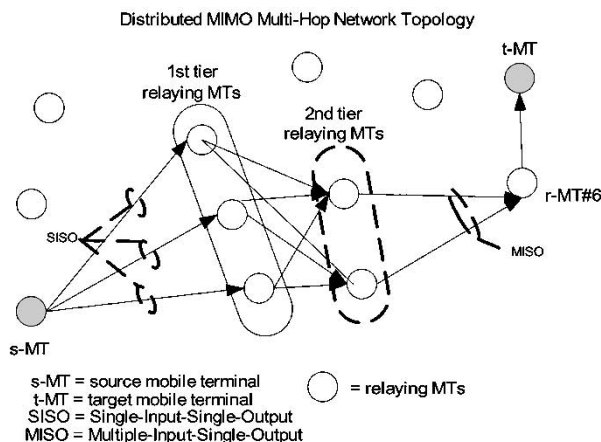 Distributed MIMO Multi-Hop Network Topology
t-MT
1st tier
relaying MTs
2nd tier
relaying MTs
r-MT#6
SISO
MISO
s-MT
s-MT = source mobile terminal
t-MT = target mobile terminal
SISO = Single-Input-Single-Output
MISO = Multiple-Input-Single-Output
= relaying MTs